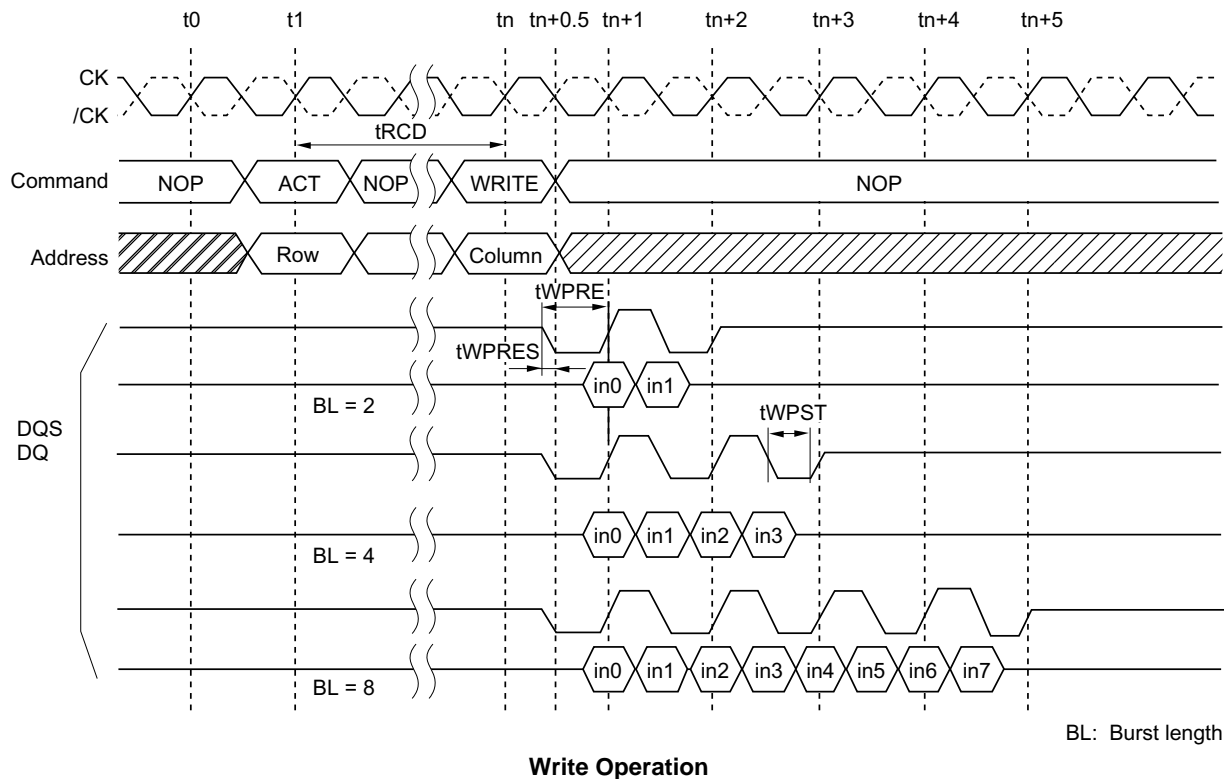 t0 t1 tn tn+0.5 tn+1 tn+2 tn+3 tn+4 tn+5
CK
/CK
tRCD
Command NOP ACT NOP WRITE NOP
Address Row Column
tWPRE
tWPRES
in0 in1
BL = 2
tWPST
DQS
DQ
in0 in1 in2 in3
BL = 4
in0 in1 in2 in3 in4 in5 in6 in7
BL = 8
BL: Burst length
Write Operation